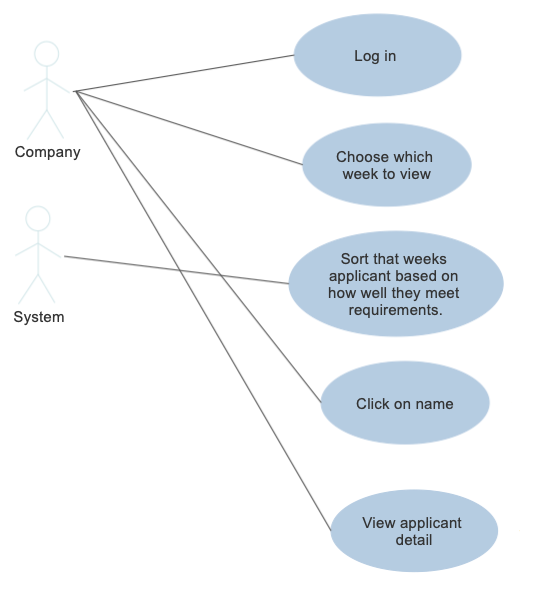 Log in
Company
Choose which
week to view
Sort that weeks
applicant based on
how well they meet
requirements.
System
Click on name
View applicant
detail